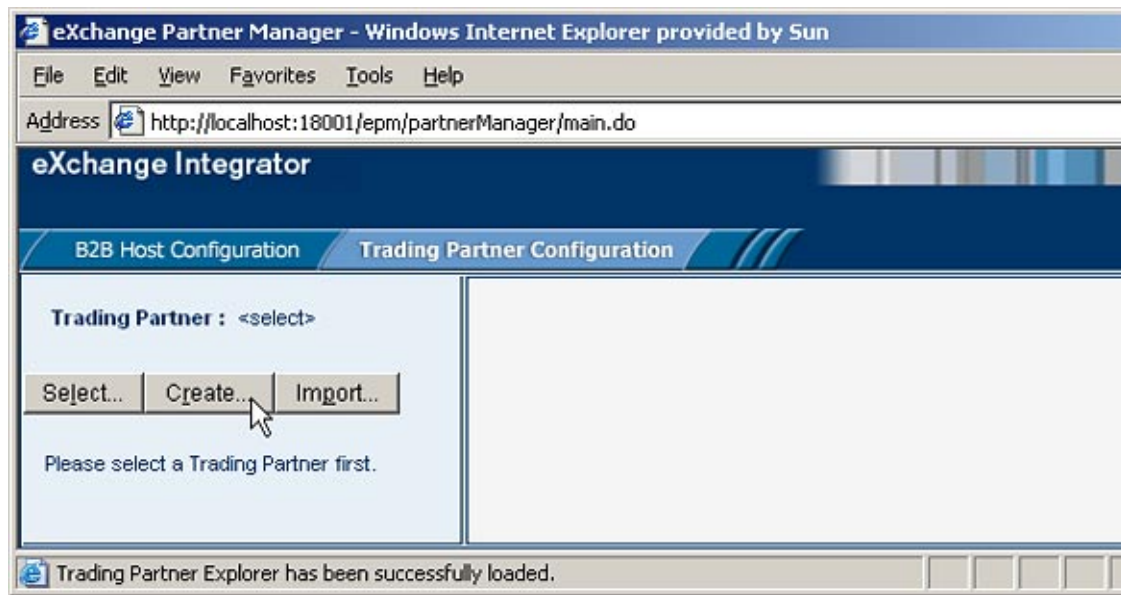 eXchange Partner Manager - Windows Internet Explorer provided by Sun
File Edit View Favorites Tools Help
Address http://localhost:18001/epm/partnerManager/main.do
eXchange Integrator
B2B Host Configuration Trading Partner Configuration
Trading Partner : <select>
Select... Create... Import...
Please select a Trading Partner first.
Trading Partner Explorer has been successfully loaded.